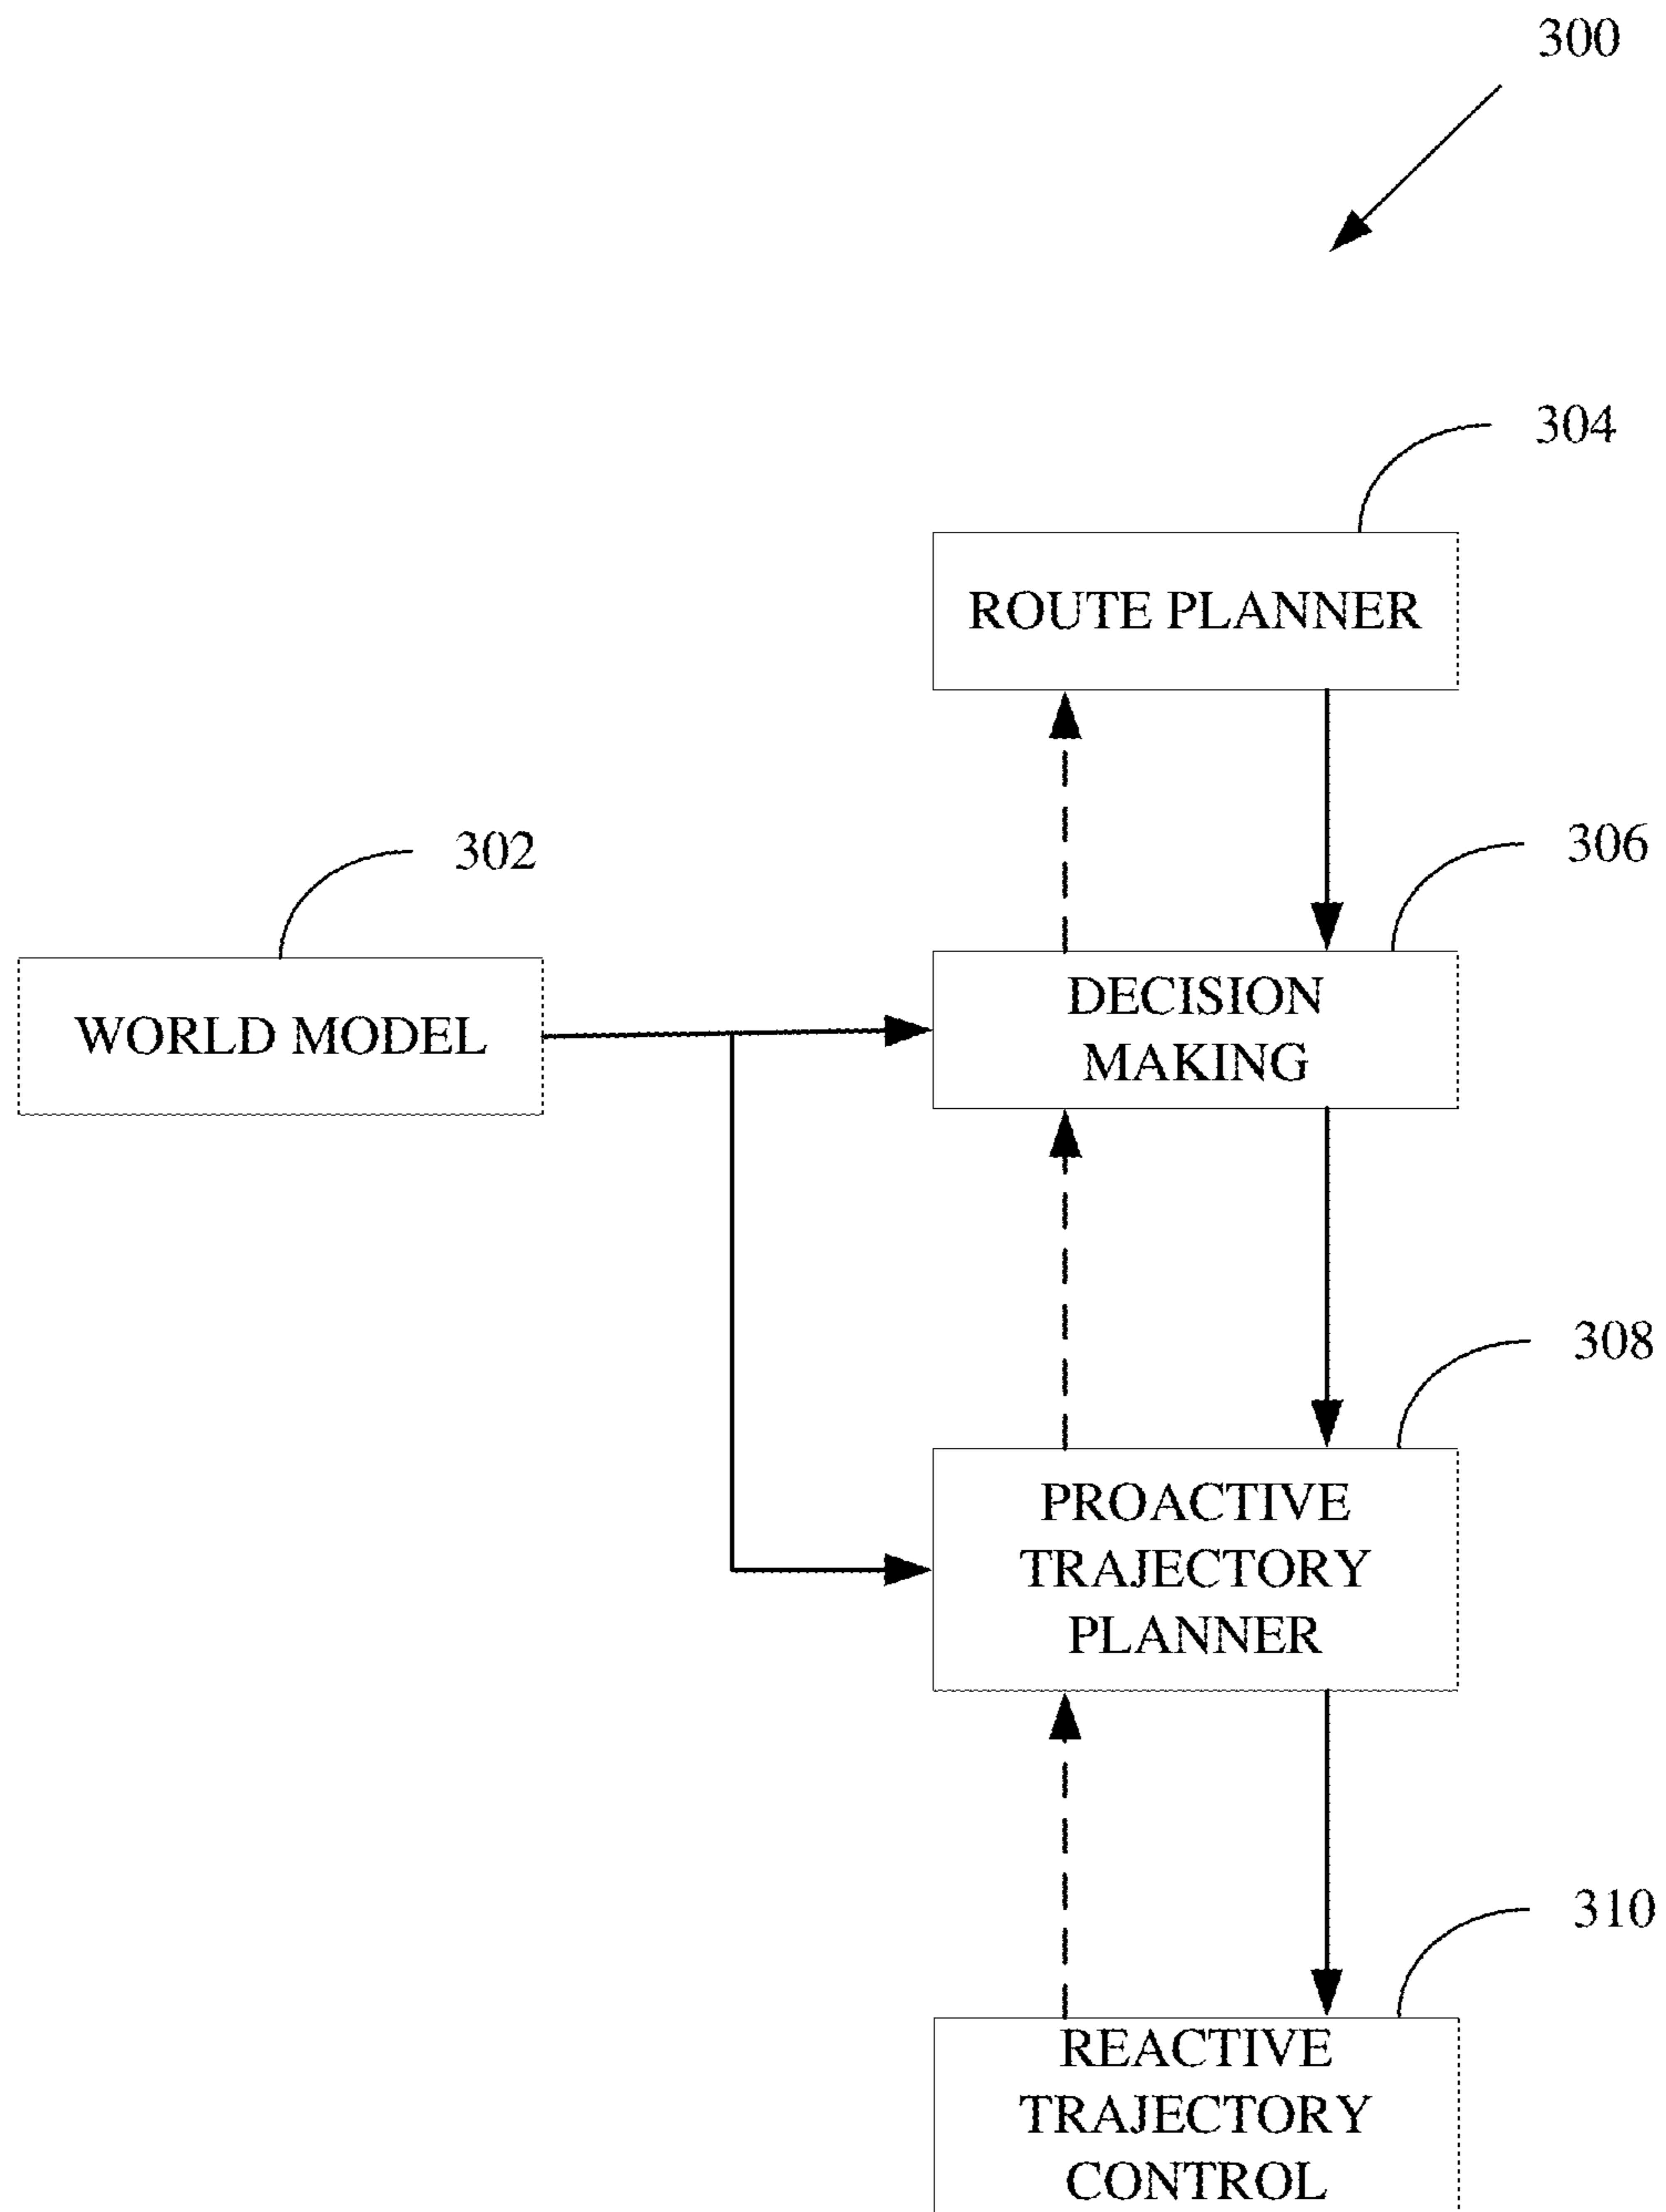 300
304
ROUTE PLANNER
302
306
WORLD MODEL
DECISION
MAKING
308
PROACTIVE
TRAJECTORY
PLANNER
310
REACTIVE
TRAJECTORY
CONTROL